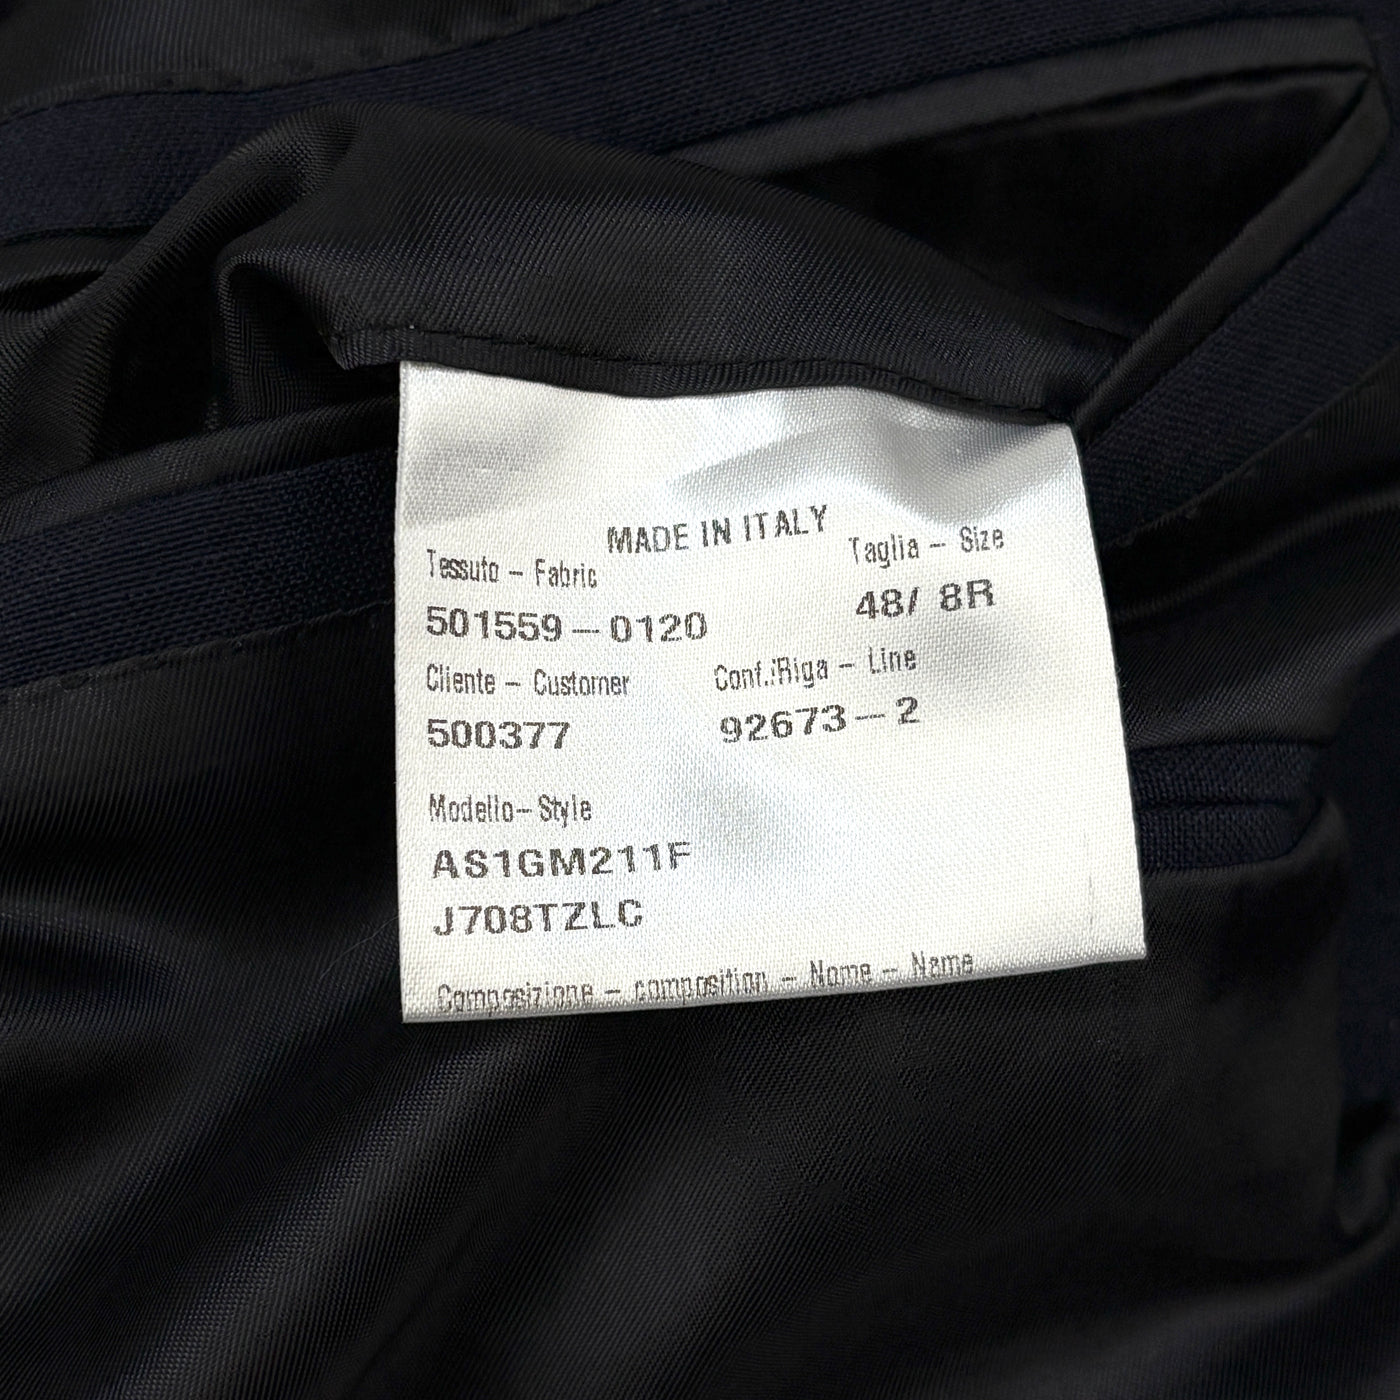 MADE IN ITALY
Tessuto – Fabric
Taglia – Size
501559 – 0120
48/ 8R
Cliente – Customer
Conf./Riga – Line
500377
92673 – 2
Modello – Style
AS1GM211F
J708TZLC
Composizione – composition – Nome – Name